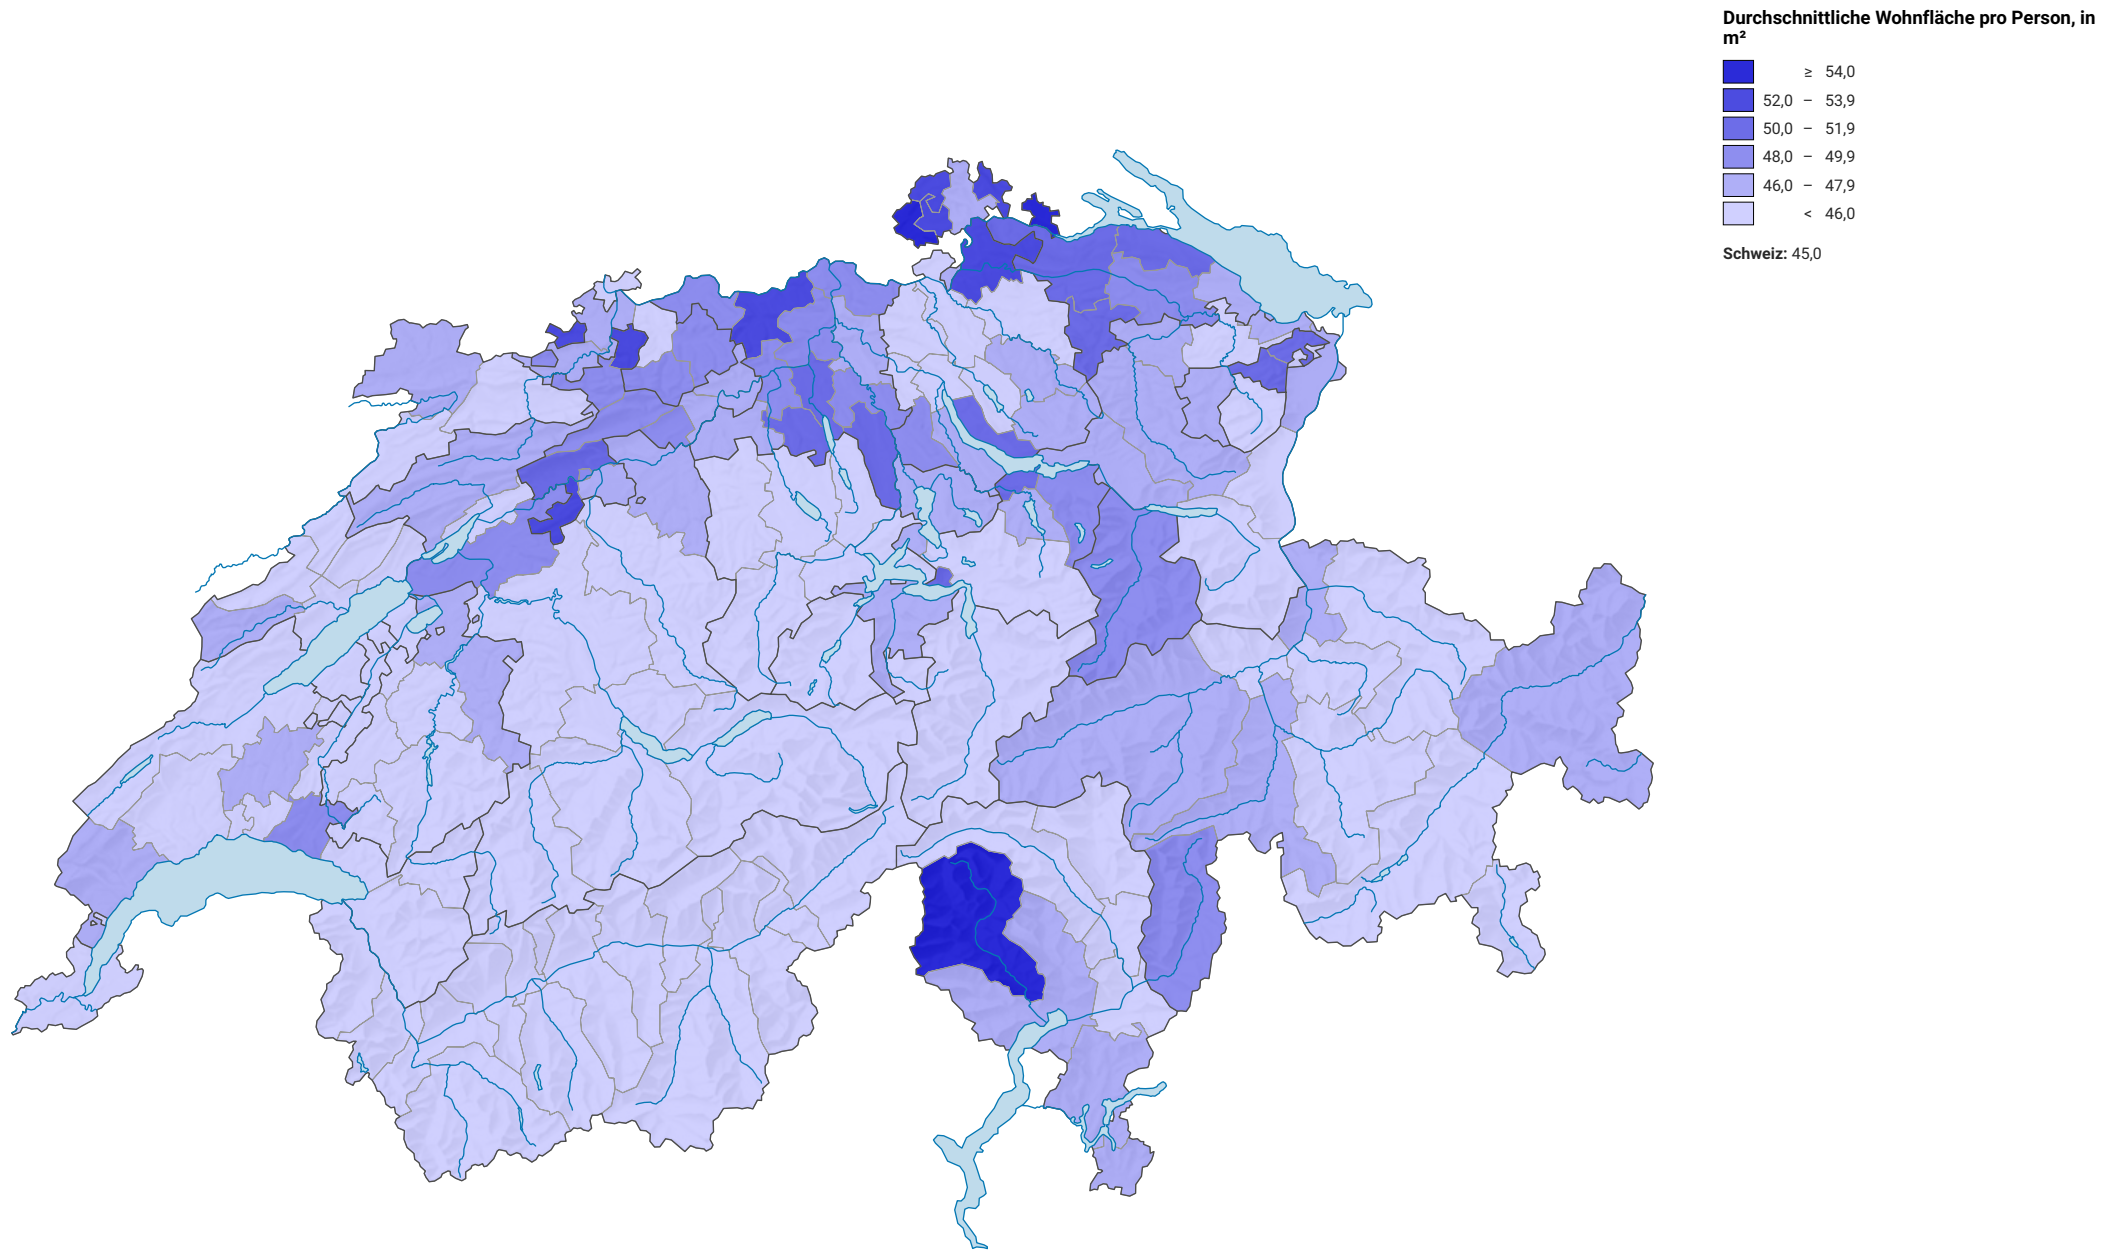 Durchschnittliche Wohnfläche pro Person, in
m²
≥ 54,0
52,0 – 53,9
50,0 – 51,9
48,0 – 49,9
46,0 – 47,9
< 46,0
Schweiz: 45,0